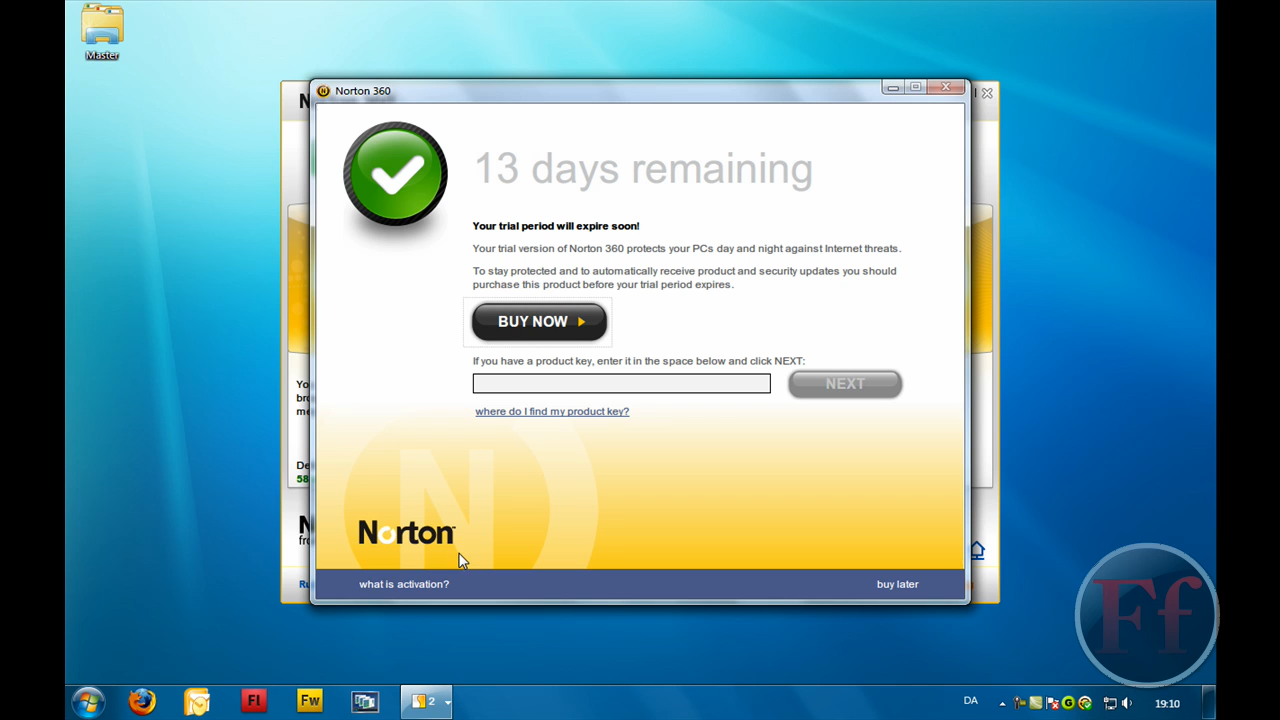 Master
Norton 360
13 days remaining
Your trial period will expire soon!
Your trial version of Norton 360 protects your PCs day and night against Internet threats.
To stay protected and to automatically receive product and security updates you should
purchase this product before your trial period expires.
BUY NOW
If you have a product key, enter it in the space below and click NEXT:
NEXT
where do I find my product key?
Norton
what is activation?
buy later
Ff
Fl
Fw
2
DA
19:10